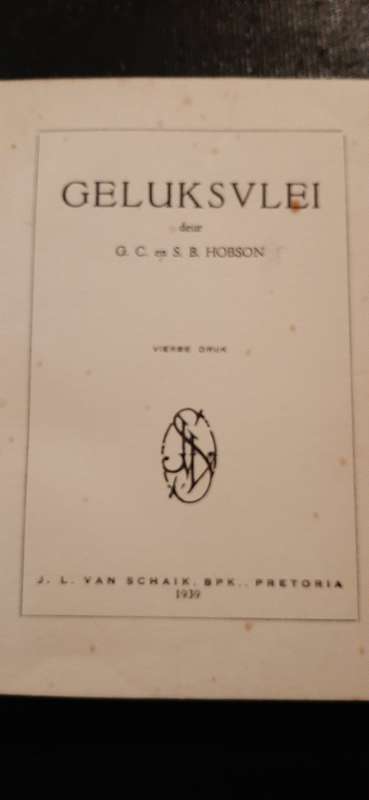 GELUKSVLEI
deur
G. C. en S. B. HOBSON
VIERDE DRUK
J. L. VAN SCHAIK, BPK., PRETORIA
1939